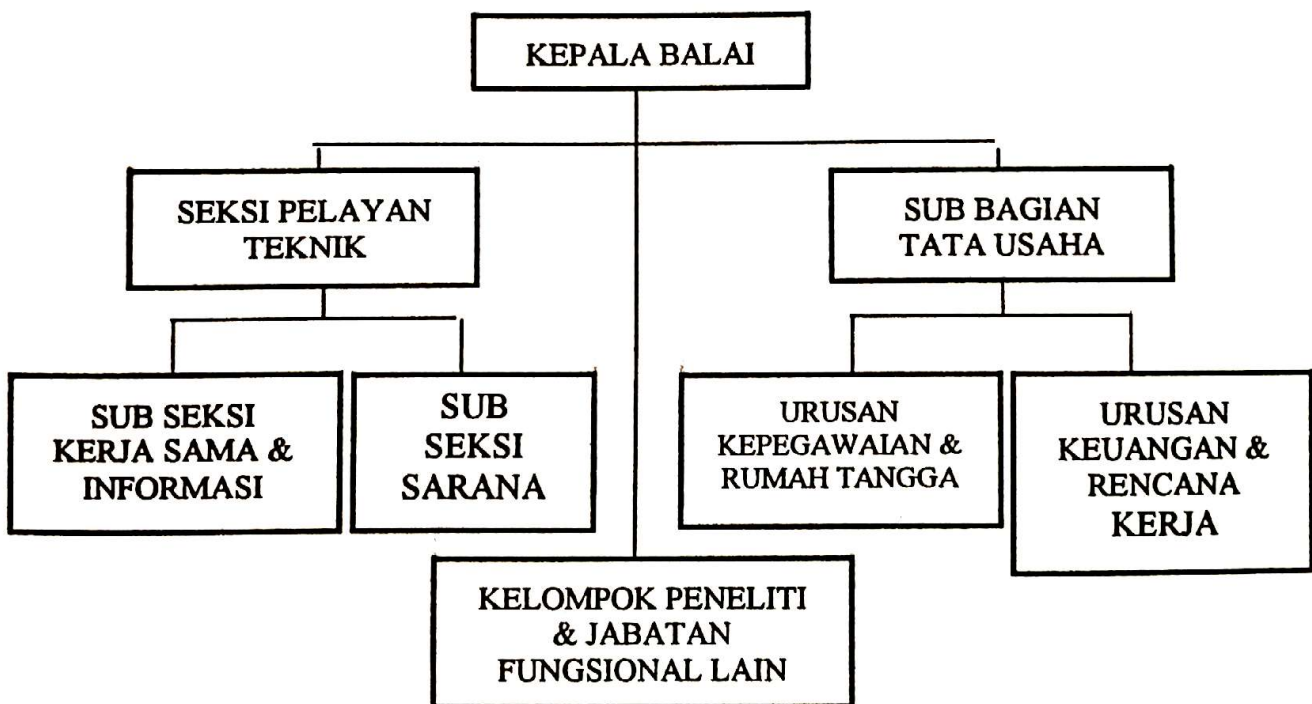 KEPALA BALAI
SEKSI PELAYAN
TEKNIK
SUB BAGIAN
TATA USAHA
SUB SEKSI
KERJA SAMA &
INFORMASI
SUB
SEKSI
SARANA
URUSAN
KEPEGAWAIAN &
RUMAH TANGGA
URUSAN
KEUANGAN &
RENCANA
KERJA
KELOMPOK PENELITI
& JABATAN
FUNGSIONAL LAIN